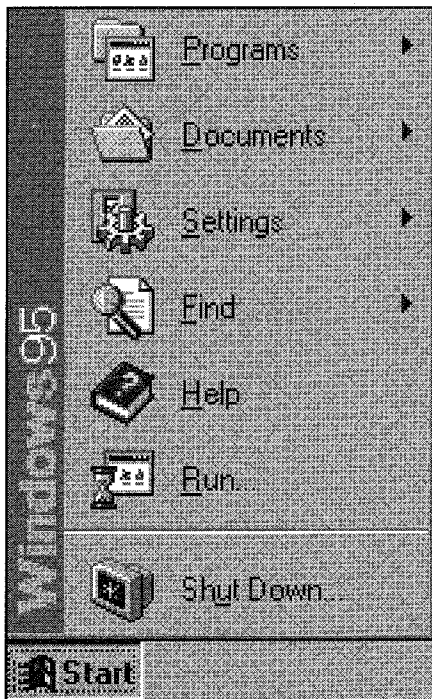 Programs
Documents
Settings
Find
Help
Run...
Shut Down...
Windows95
Start